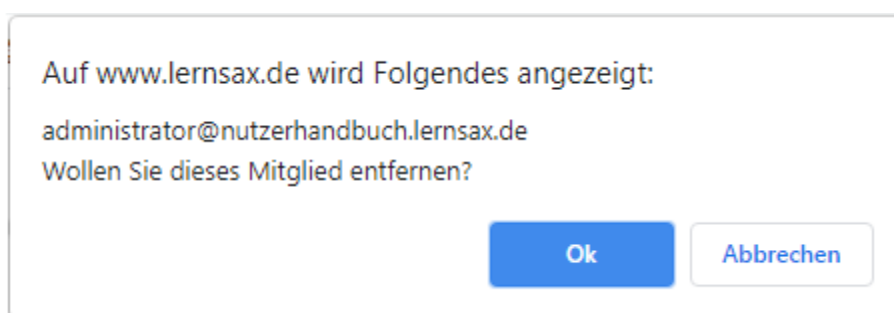 Auf www.lernsax.de wird Folgendes angezeigt:
administrator@nutzerhandbuch.lernsax.de
Wollen Sie dieses Mitglied entfernen?
Ok
Abbrechen